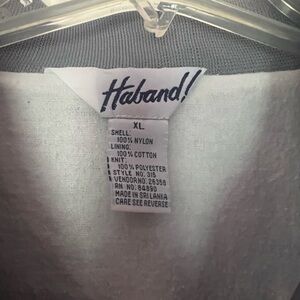 Haband!
XL
SHELL:
100% NYLON
LINING:
100% COTTON
KNIT:
100% POLYESTER
STYLE NO. 315
VENDOR NO: 28358
RN NO. 84890
MADE IN SRI LANKA
CARE SEE REVERSE